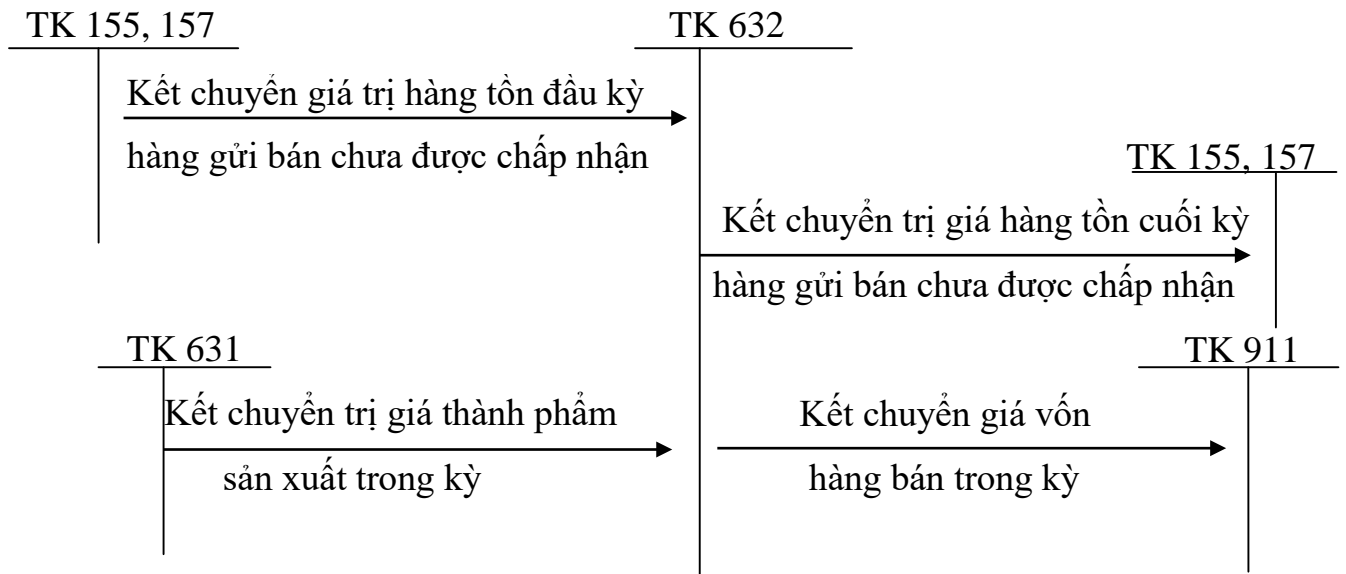 TK 155, 157
TK 632
Kết chuyển giá trị hàng tồn đầu kỳ
hàng gửi bán chưa được chấp nhận
TK 155, 157
Kết chuyển trị giá hàng tồn cuối kỳ
hàng gửi bán chưa được chấp nhận
TK 631
TK 911
Kết chuyển trị giá thành phẩm
sản xuất trong kỳ
Kết chuyển giá vốn
hàng bán trong kỳ